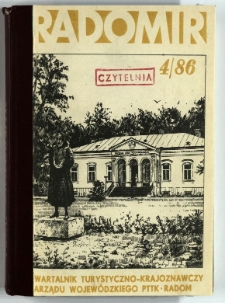 RADOMIR
4/86
CZYTELNIA
WARTALNIK TURYSTYCZNO-KRAJOZNAWCZY
ARZĄDU WOJEWÓDZKIEGO PTTK-RADOM